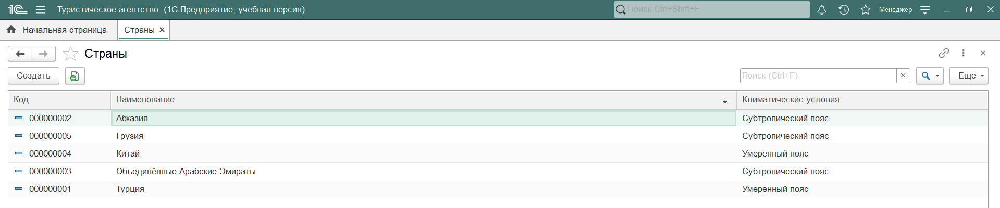 1С Туристическое агентство (1С:Предприятие, учебная версия) Поиск Ctrl+Shift+F Менеджер
Начальная страница Страны
Страны
Создать Поиск (Ctrl+F) Еще
Код Наименование Климатические условия
000000002 Абхазия Субтропический пояс
000000005 Грузия Субтропический пояс
000000004 Китай Умеренный пояс
000000003 Объединённые Арабские Эмираты Субтропический пояс
000000001 Турция Умеренный пояс